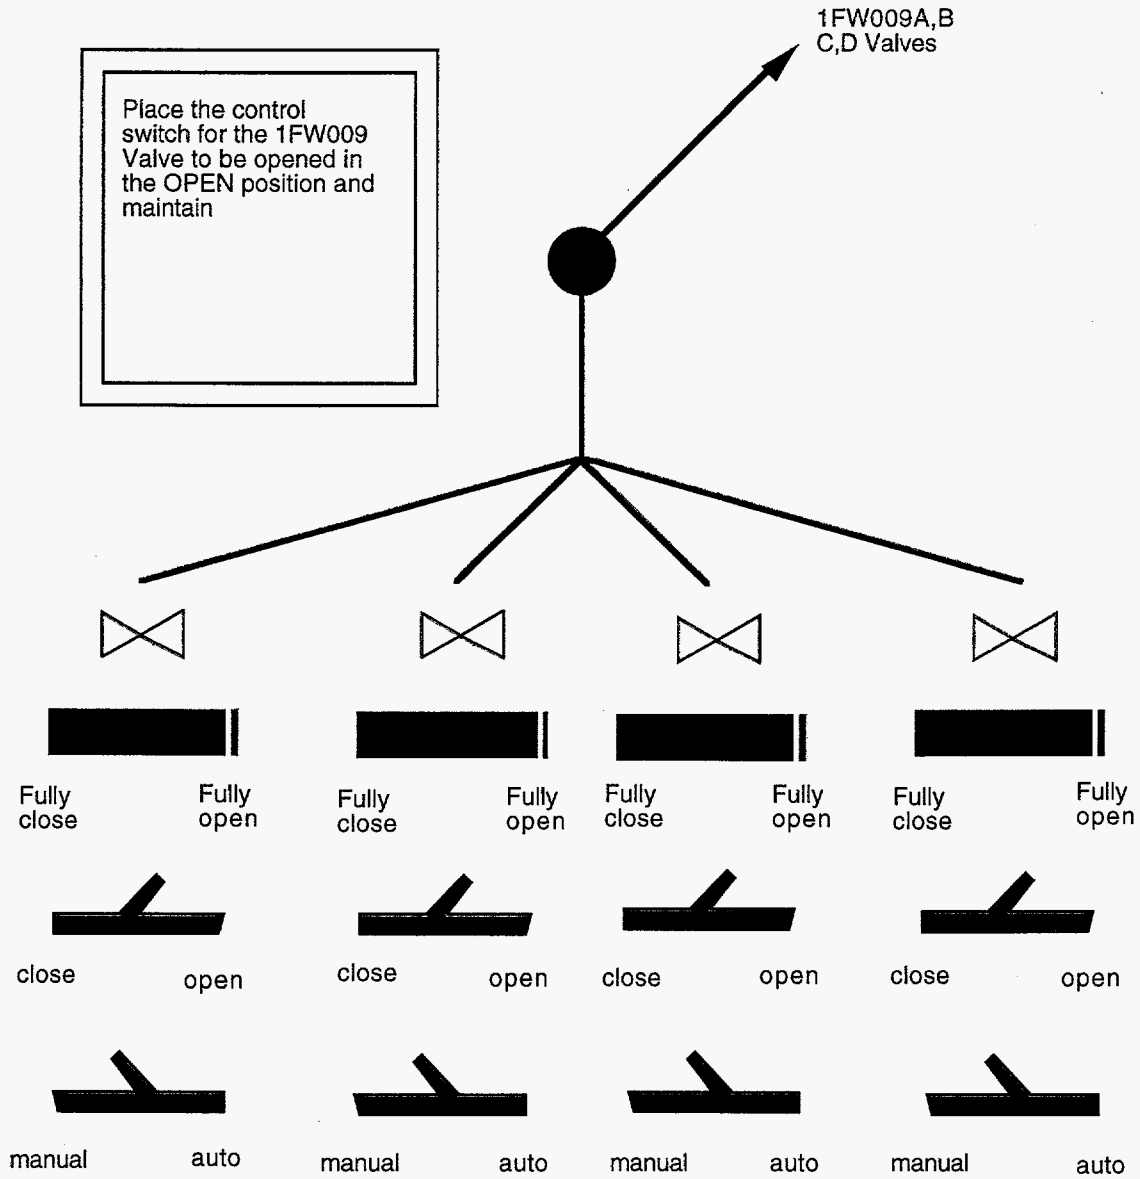 1FW009A,B
C,D Valves
Place the control
switch for the 1FW009
Valve to be opened in
the OPEN position and
maintain
Fully
close
Fully
open
Fully
close
Fully
open
Fully
close
Fully
open
Fully
close
Fully
open
close
open
close
open
close
open
close
open
manual
auto
manual
auto
manual
auto
manual
auto